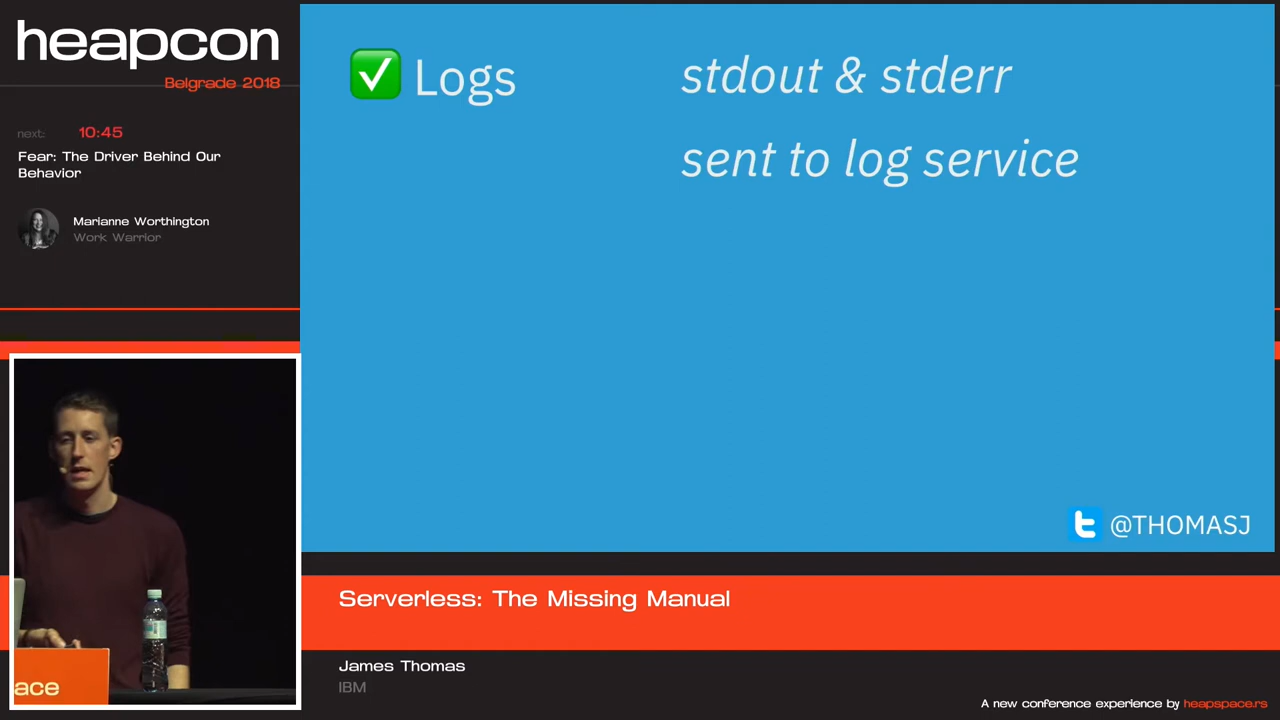 heapcon
Belgrade 2018
next: 10:45
Fear: The Driver Behind Our
Behavior
Marianne Worthington
Work Warrior
✅ Logs
stdout & stderr
sent to log service
@THOMASJ
ace
Serverless: The Missing Manual
James Thomas
IBM
A new conference experience by heapspace.rs